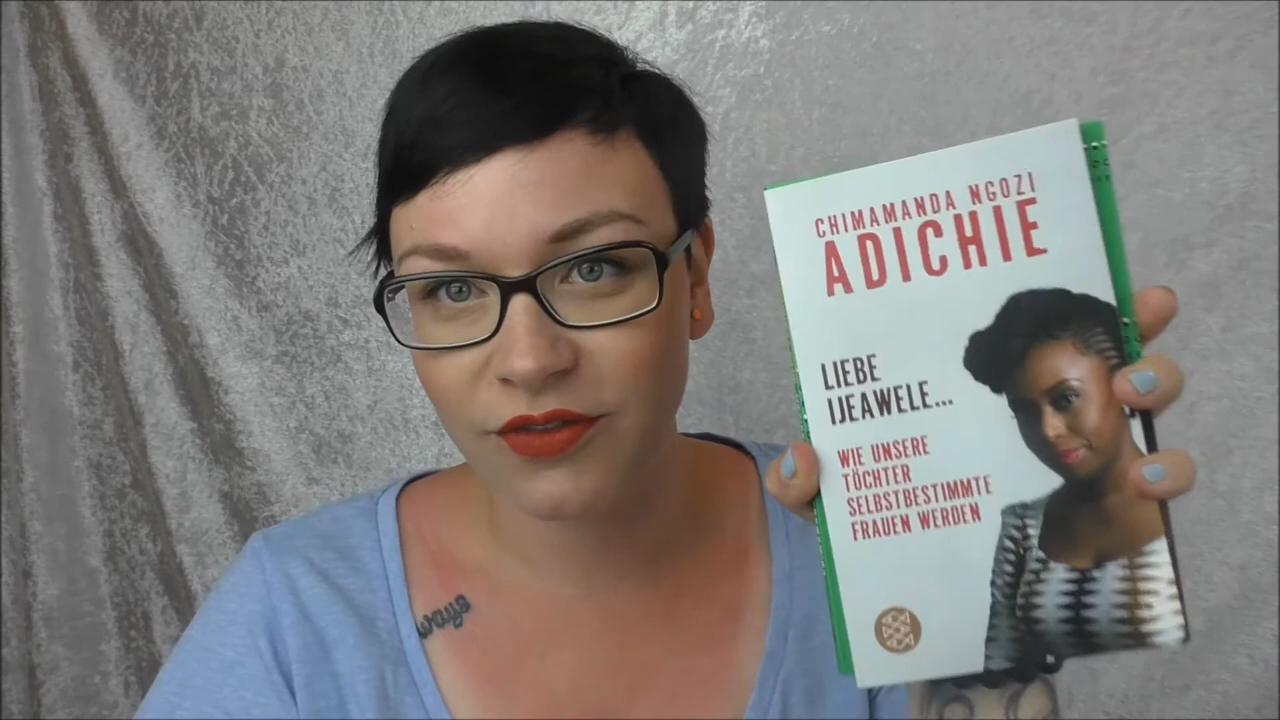 CHIMAMANDA NGOZI
ADICHIE
LIEBE
IJEAWELE...
WIE UNSERE
TÖCHTER
SELBSTBESTIMMTE
FRAUEN WERDEN